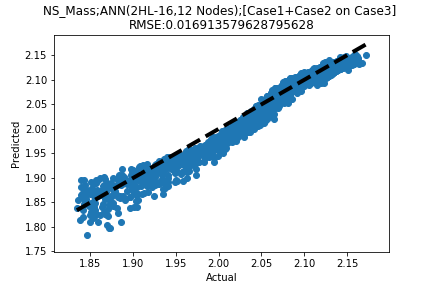 NS_Mass;ANN(2HL-16,12 Nodes);[Case1+Case2 on Case3]
RMSE:0.016913579628795628
2.15
2.10
2.05
2.00
1.95
1.90
1.85
1.80
1.75
Predicted
1.85 1.90 1.95 2.00 2.05 2.10 2.15
Actual